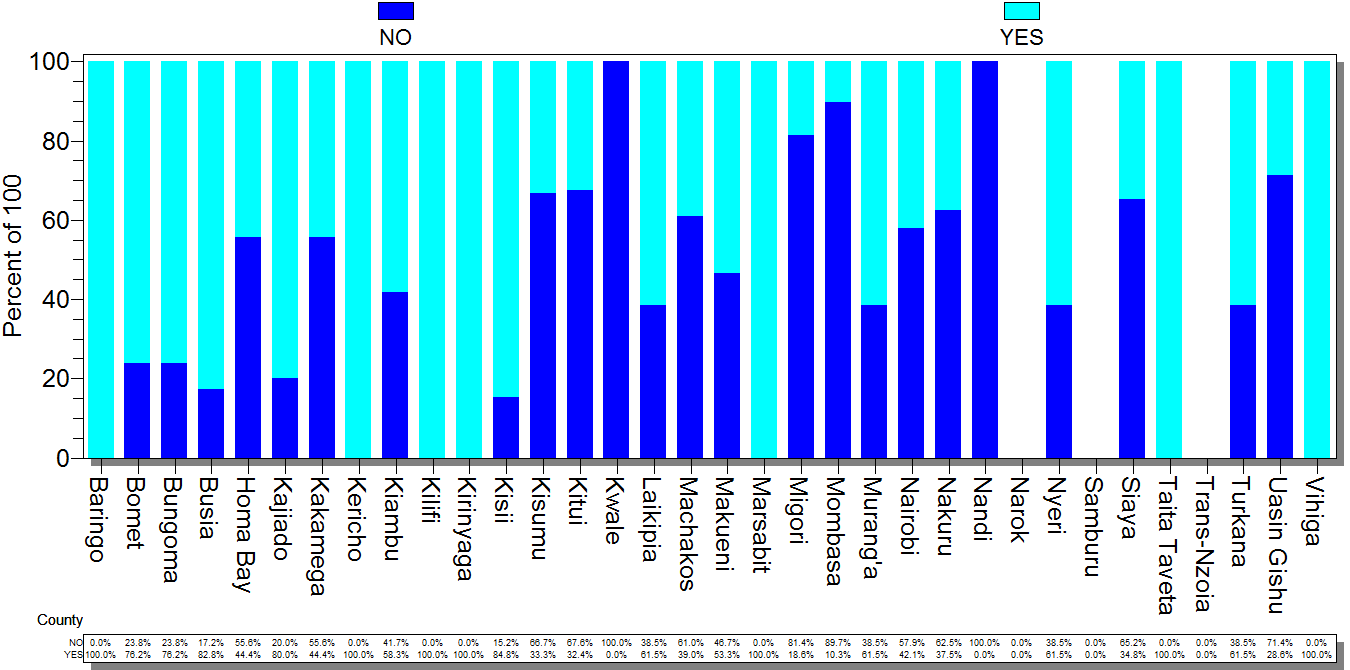 NO YES
Percent of 100
100
80
60
40
20
0
Baringo Bomet Bungoma Busia Homa Bay Kajiado Kakamega Kericho Kiambu Kilifi Kirinyaga Kisii Kisumu Kitui Kwale Laikipia Machakos Makueni Marsabit Migori Mombasa Murang'a Nairobi Nakuru Nandi Narok Nyeri Samburu Siaya Taita Taveta Trans-Nzoia Turkana Uasin Gishu Vihiga
County
NO 0.0% 23.8% 23.8% 17.2% 55.6% 20.0% 55.6% 0.0% 41.7% 0.0% 0.0% 15.2% 66.7% 67.6% 100.0% 38.5% 61.0% 46.7% 0.0% 81.4% 89.7% 38.5% 57.9% 62.5% 100.0% 0.0% 38.5% 0.0% 65.2% 0.0% 0.0% 38.5% 71.4% 0.0%
YES 100.0% 76.2% 76.2% 82.8% 44.4% 80.0% 44.4% 100.0% 58.3% 100.0% 100.0% 84.8% 33.3% 32.4% 0.0% 61.5% 39.0% 53.3% 100.0% 18.6% 10.3% 61.5% 42.1% 37.5% 0.0% 0.0% 61.5% 0.0% 34.8% 100.0% 0.0% 61.5% 28.6% 100.0%